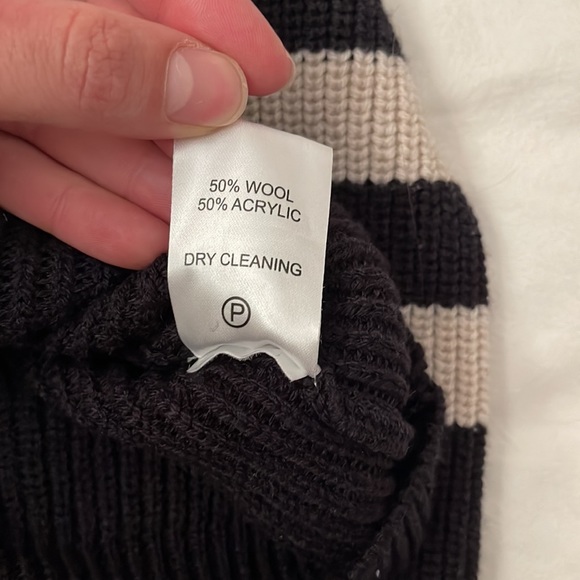 50% WOOL
50% ACRYLIC
DRY CLEANING
P